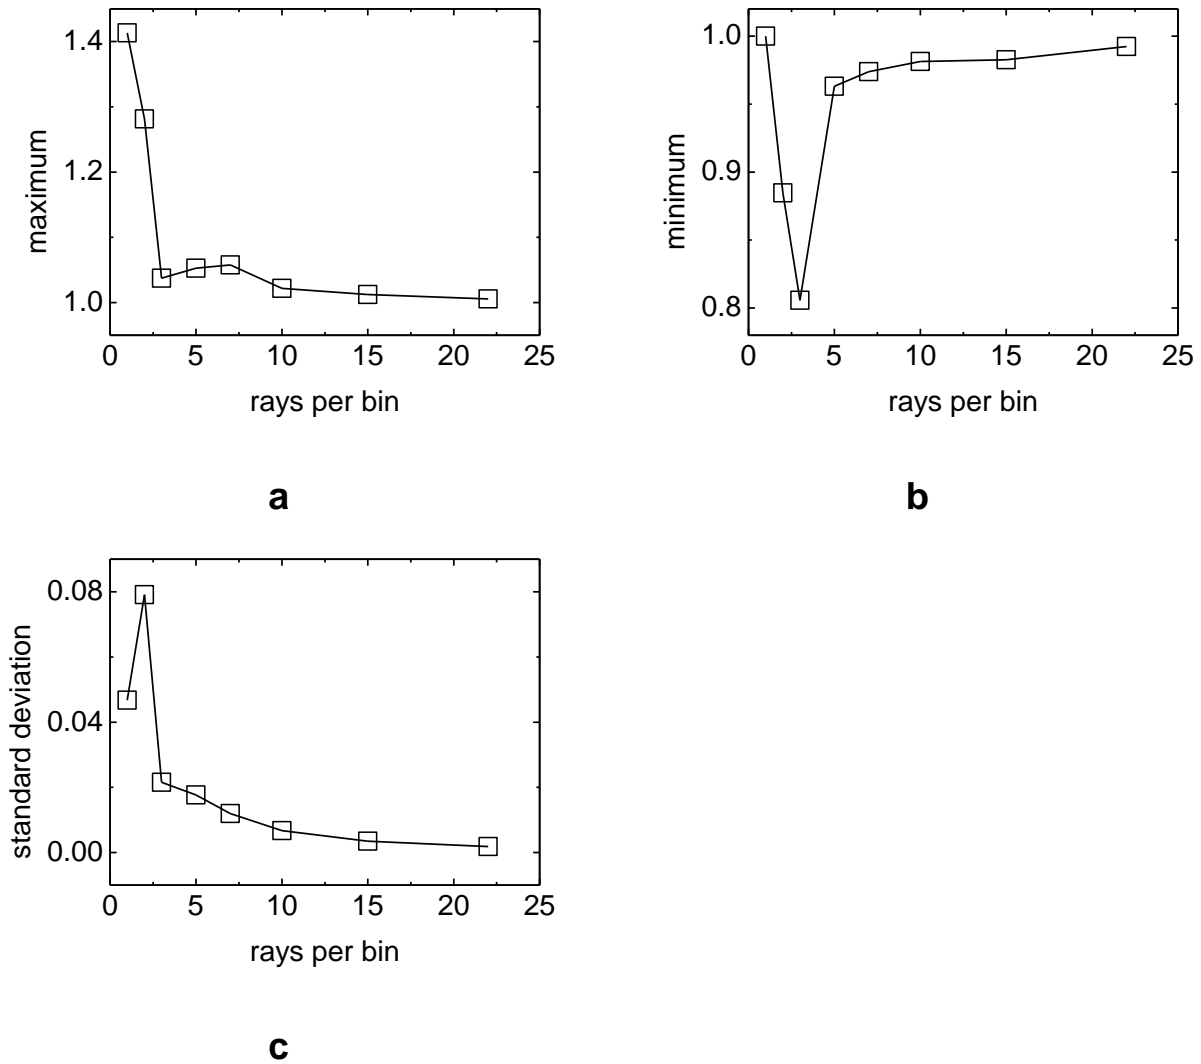 maximum
1.4
1.2
1.0
0 5 10 15 20 25
rays per bin
a
minimum
1.0
0.9
0.8
0 5 10 15 20 25
rays per bin
b
standard deviation
0.08
0.04
0.00
0 5 10 15 20 25
rays per bin
c